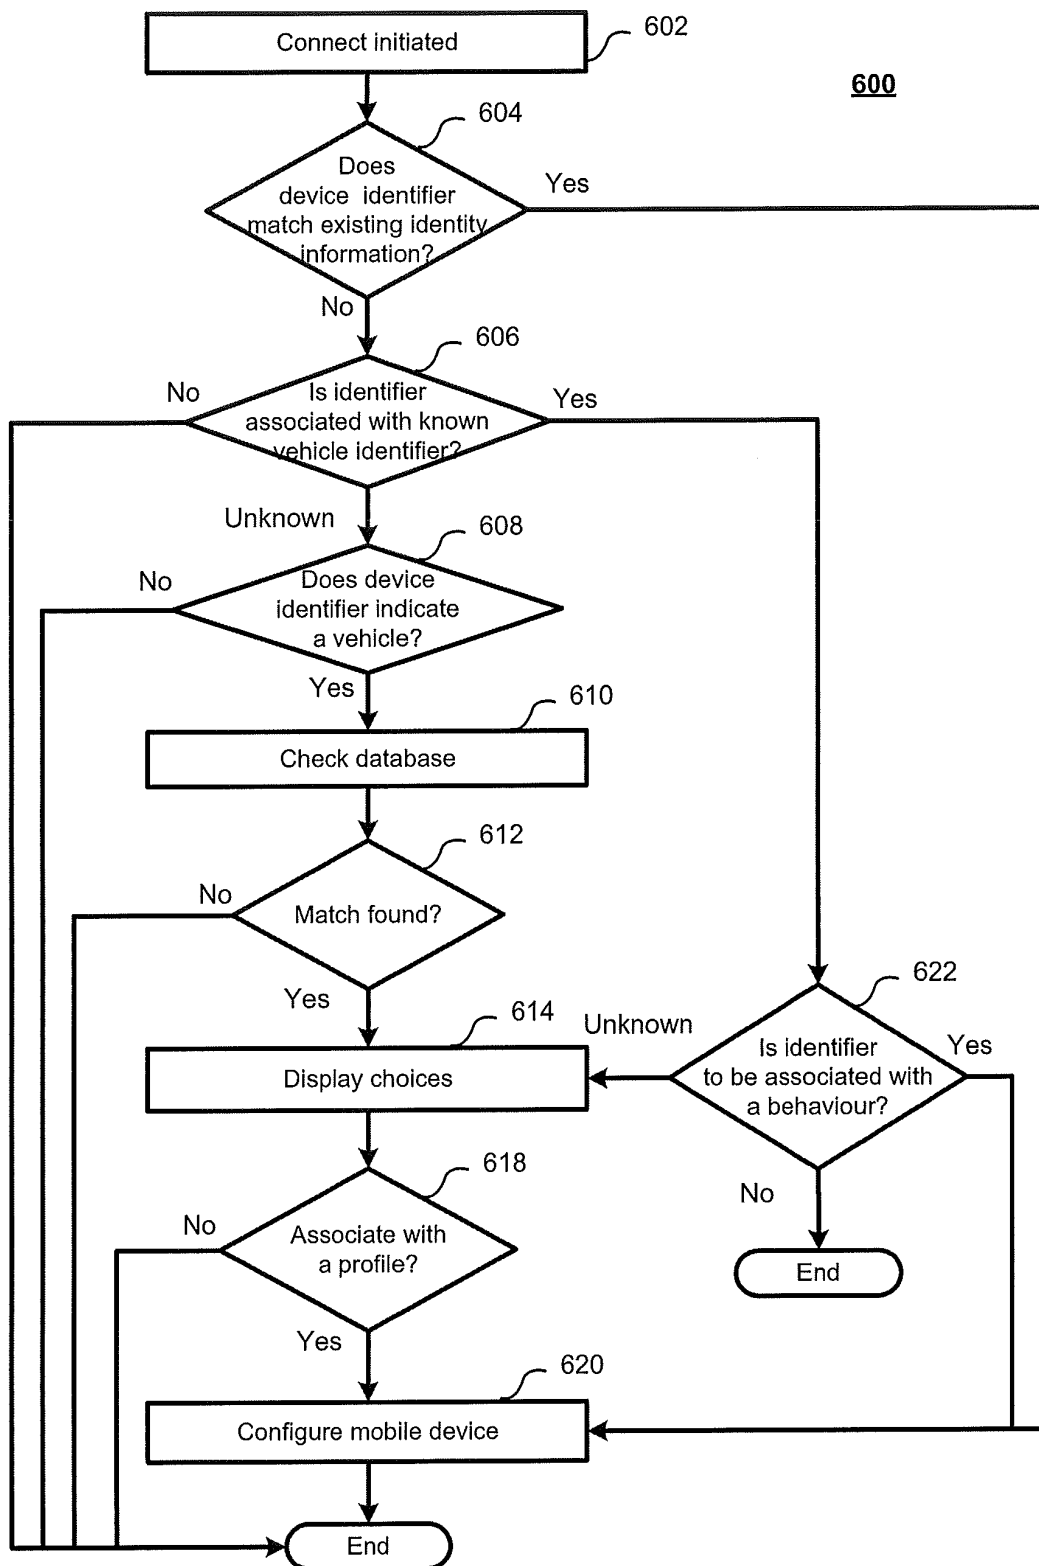 Connect initiated
602
600
604
Does
device identifier
match existing identity
information?
Yes
No
606
Is identifier
associated with known
vehicle identifier?
No
Yes
Unknown
608
Does device
identifier indicate
a vehicle?
No
Yes
610
Check database
612
Match found?
No
Yes
614
Display choices
622
Is identifier
to be associated with
a behaviour?
Unknown
Yes
No
End
618
Associate with
a profile?
No
Yes
620
Configure mobile device
End